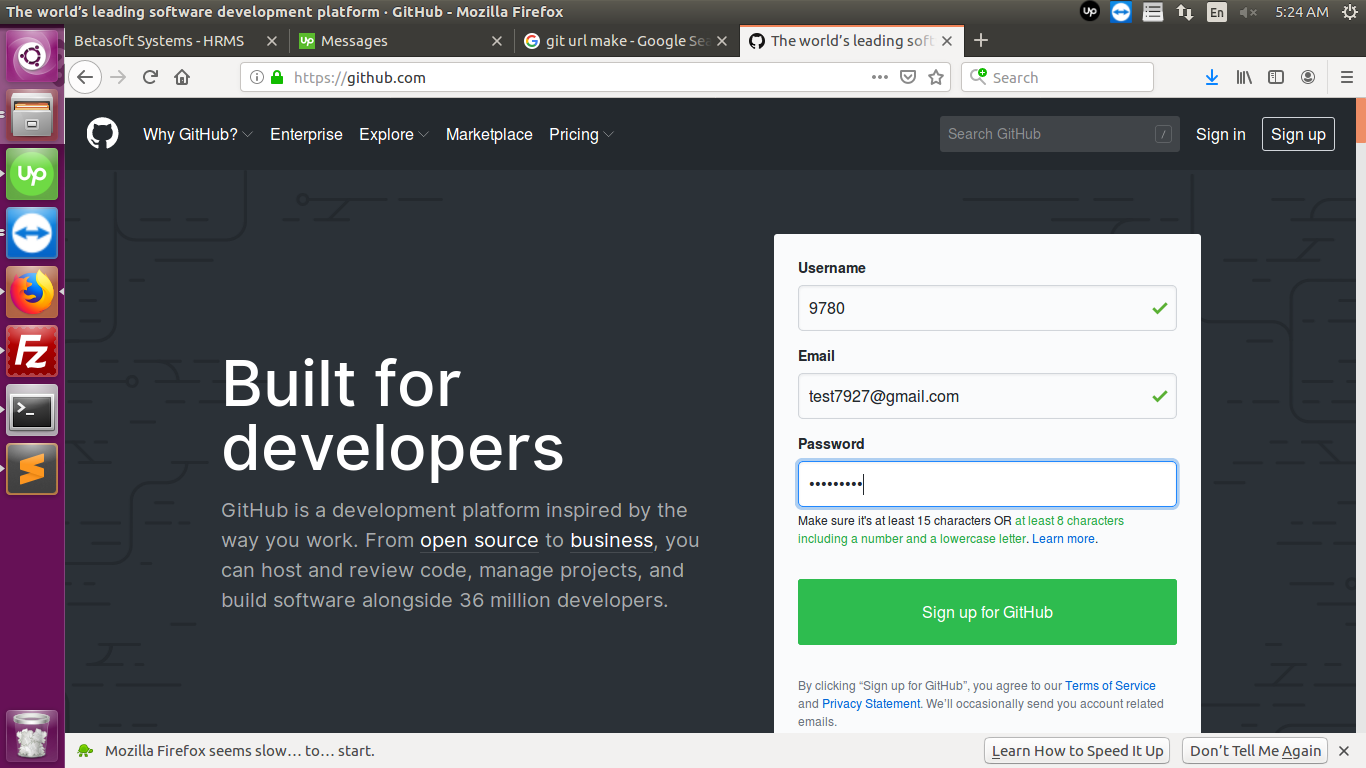 The world's leading software development platform · GitHub - Mozilla Firefox
Up
En
5:24 AM
Betasoft Systems - HRMS
Up
Messages
git url make - Google Sea
The world's leading soft
https://github.com
Search
Why GitHub?
Enterprise
Explore
Marketplace
Pricing
Search GitHub
/
Sign in
Sign up
Up
Fz
Built for
developers
GitHub is a development platform inspired by the
way you work. From open source to business, you
can host and review code, manage projects, and
build software alongside 36 million developers.
Username
9780
Email
test7927@gmail.com
Password
•••••••••
Make sure it's at least 15 characters OR at least 8 characters
including a number and a lowercase letter. Learn more.
Sign up for GitHub
By clicking “Sign up for GitHub”, you agree to our Terms of Service
and Privacy Statement. We’ll occasionally send you account related
emails.
Mozilla Firefox seems slow… to… start.
Learn How to Speed It Up
Don’t Tell Me Again